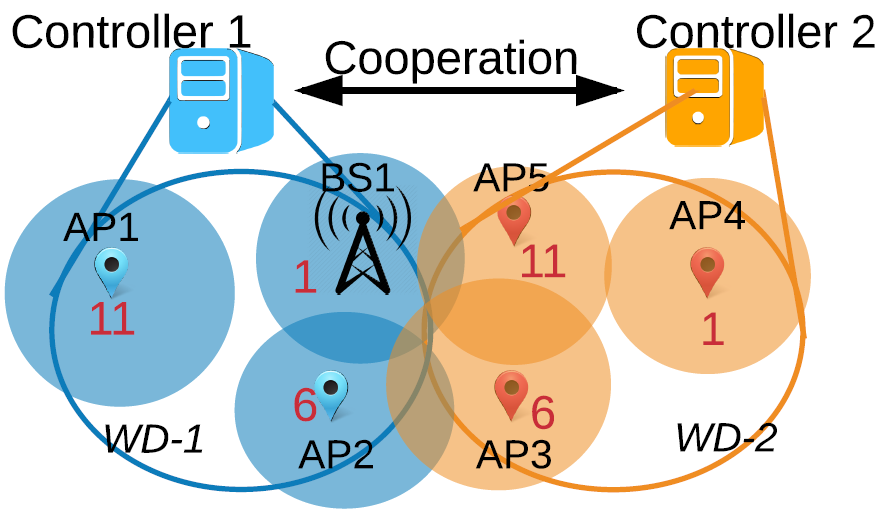 Controller 1
Controller 2
Cooperation
BS1
AP5
AP1
AP4
1
11
11
1
6
6
WD-1
AP2
AP3
WD-2